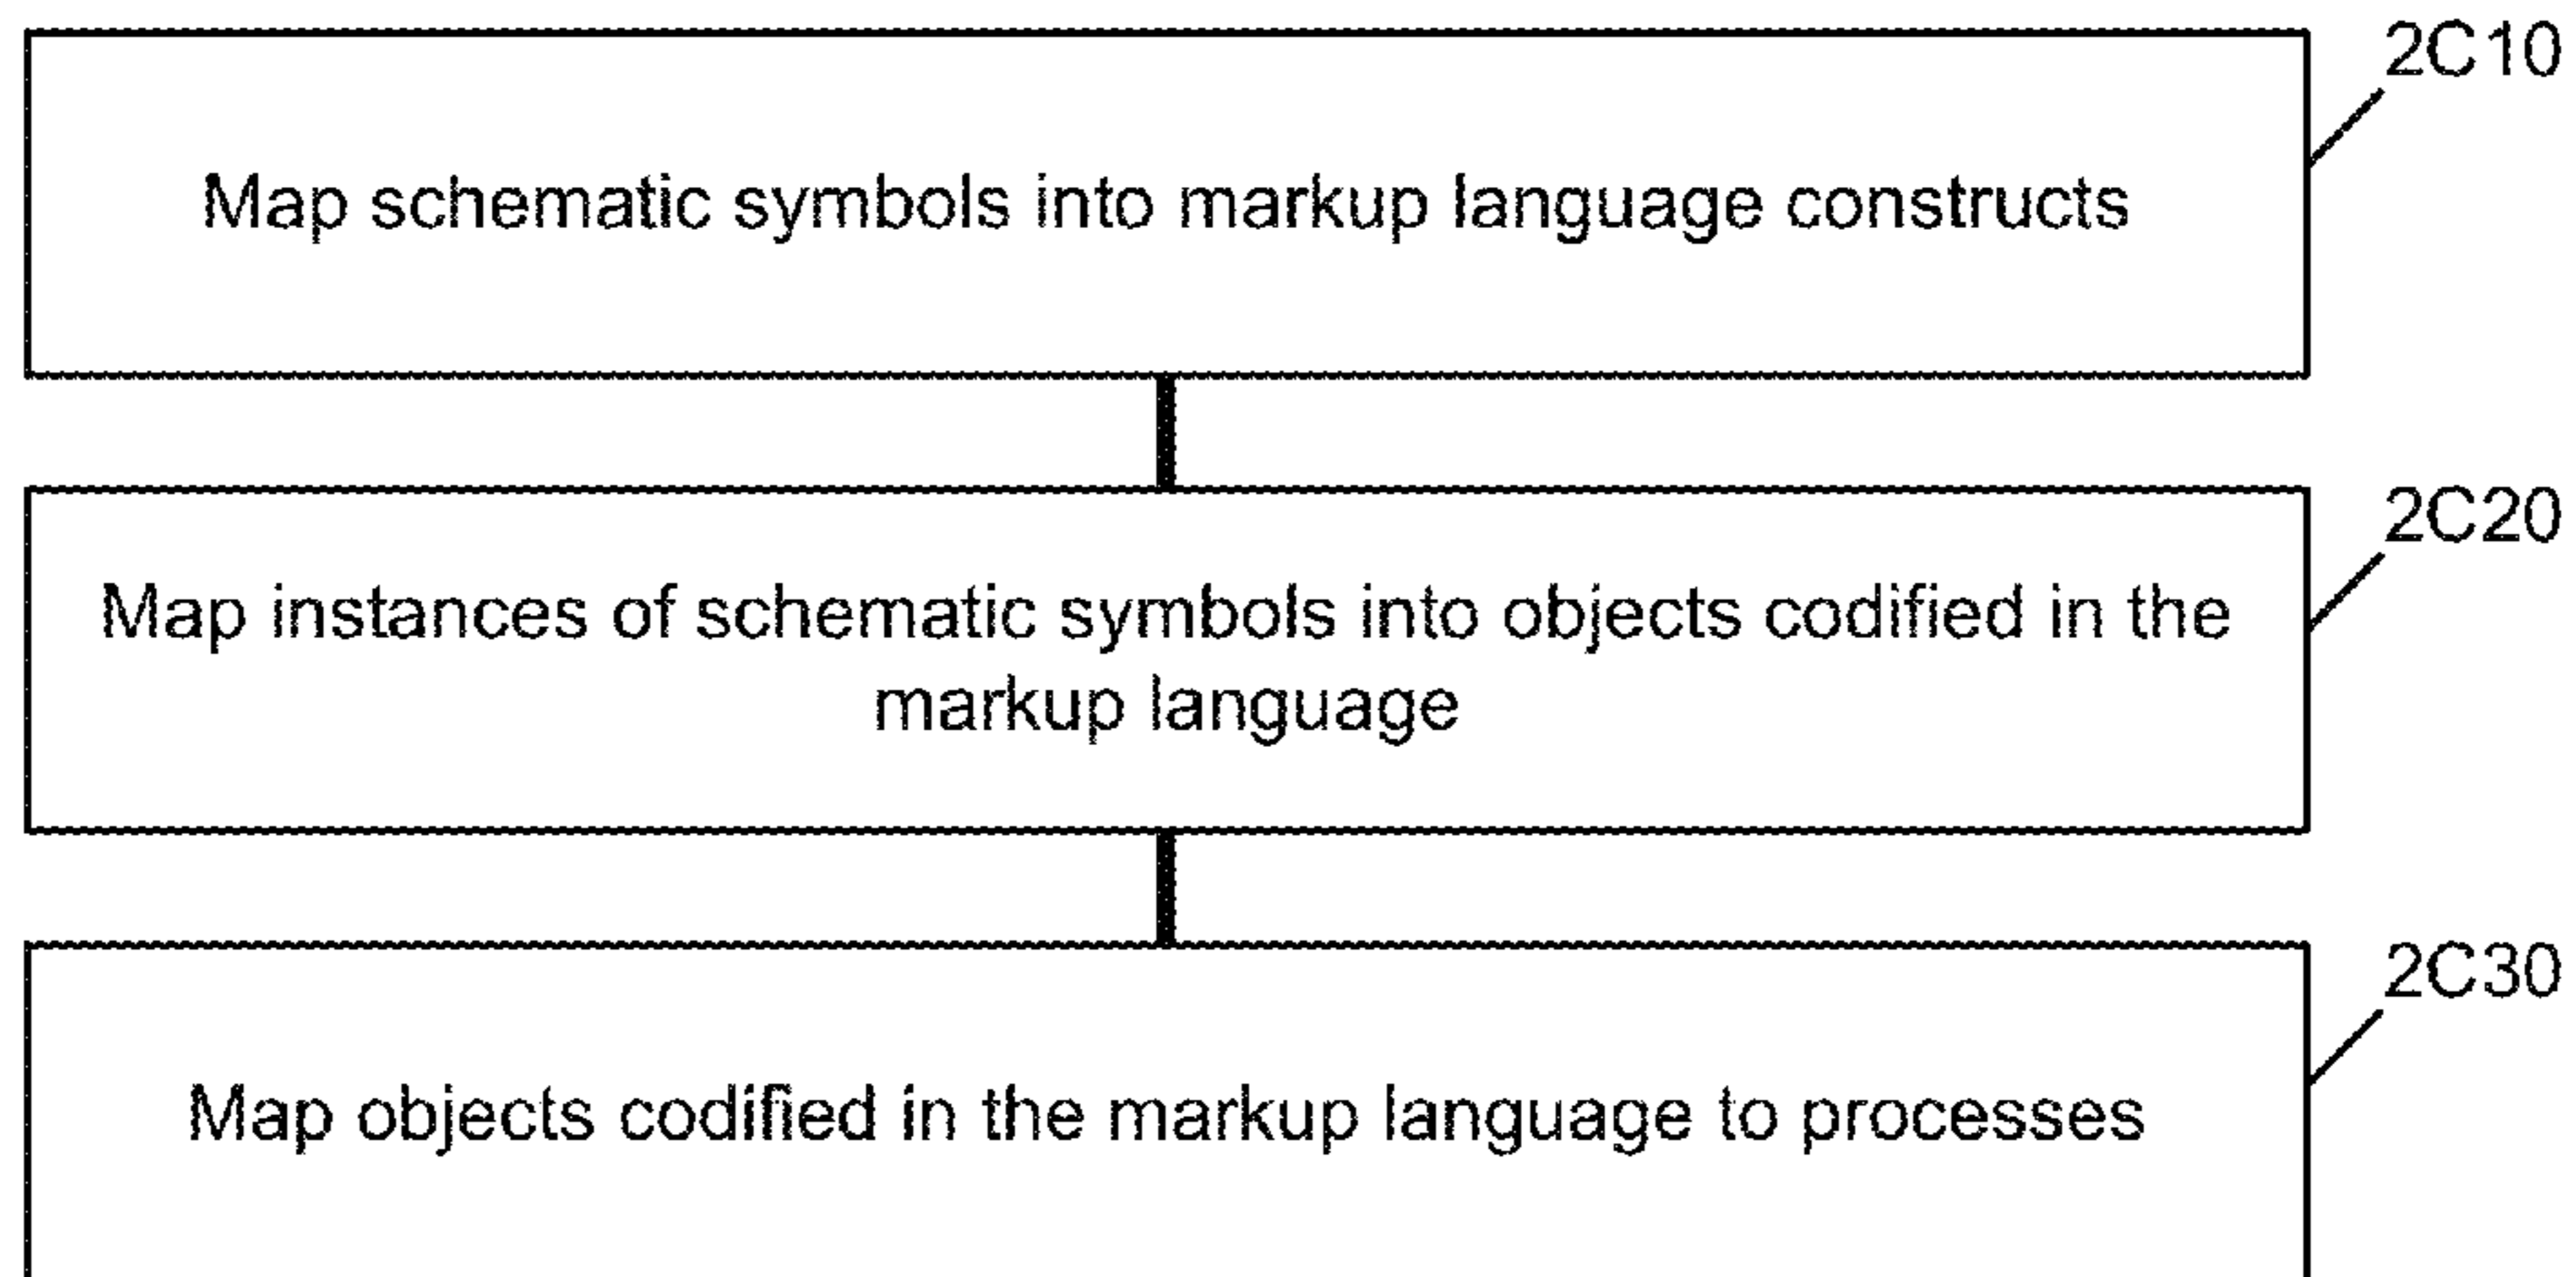 2C10
Map schematic symbols into markup language constructs
2C20
Map instances of schematic symbols into objects codified in the
markup language
2C30
Map objects codified in the markup language to processes